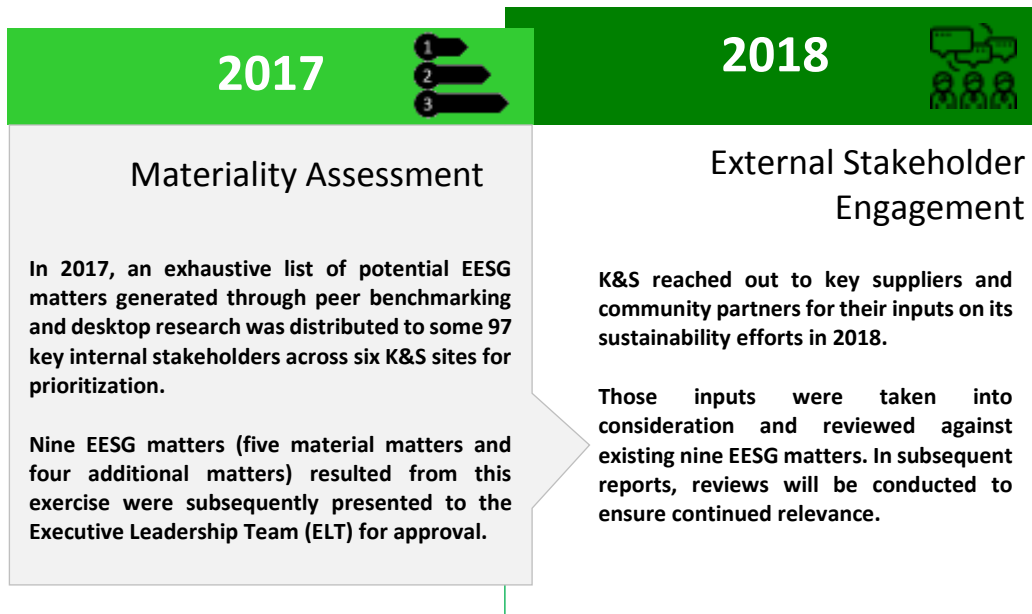 2017
1
2
3
Materiality Assessment
In 2017, an exhaustive list of potential EESG
matters generated through peer benchmarking
and desktop research was distributed to some 97
key internal stakeholders across six K&S sites for
prioritization.
Nine EESG matters (five material matters and
four additional matters) resulted from this
exercise were subsequently presented to the
Executive Leadership Team (ELT) for approval.
2018
External Stakeholder
Engagement
K&S reached out to key suppliers and
community partners for their inputs on its
sustainability efforts in 2018.
Those inputs were taken into
consideration and reviewed against
existing nine EESG matters. In subsequent
reports, reviews will be conducted to
ensure continued relevance.